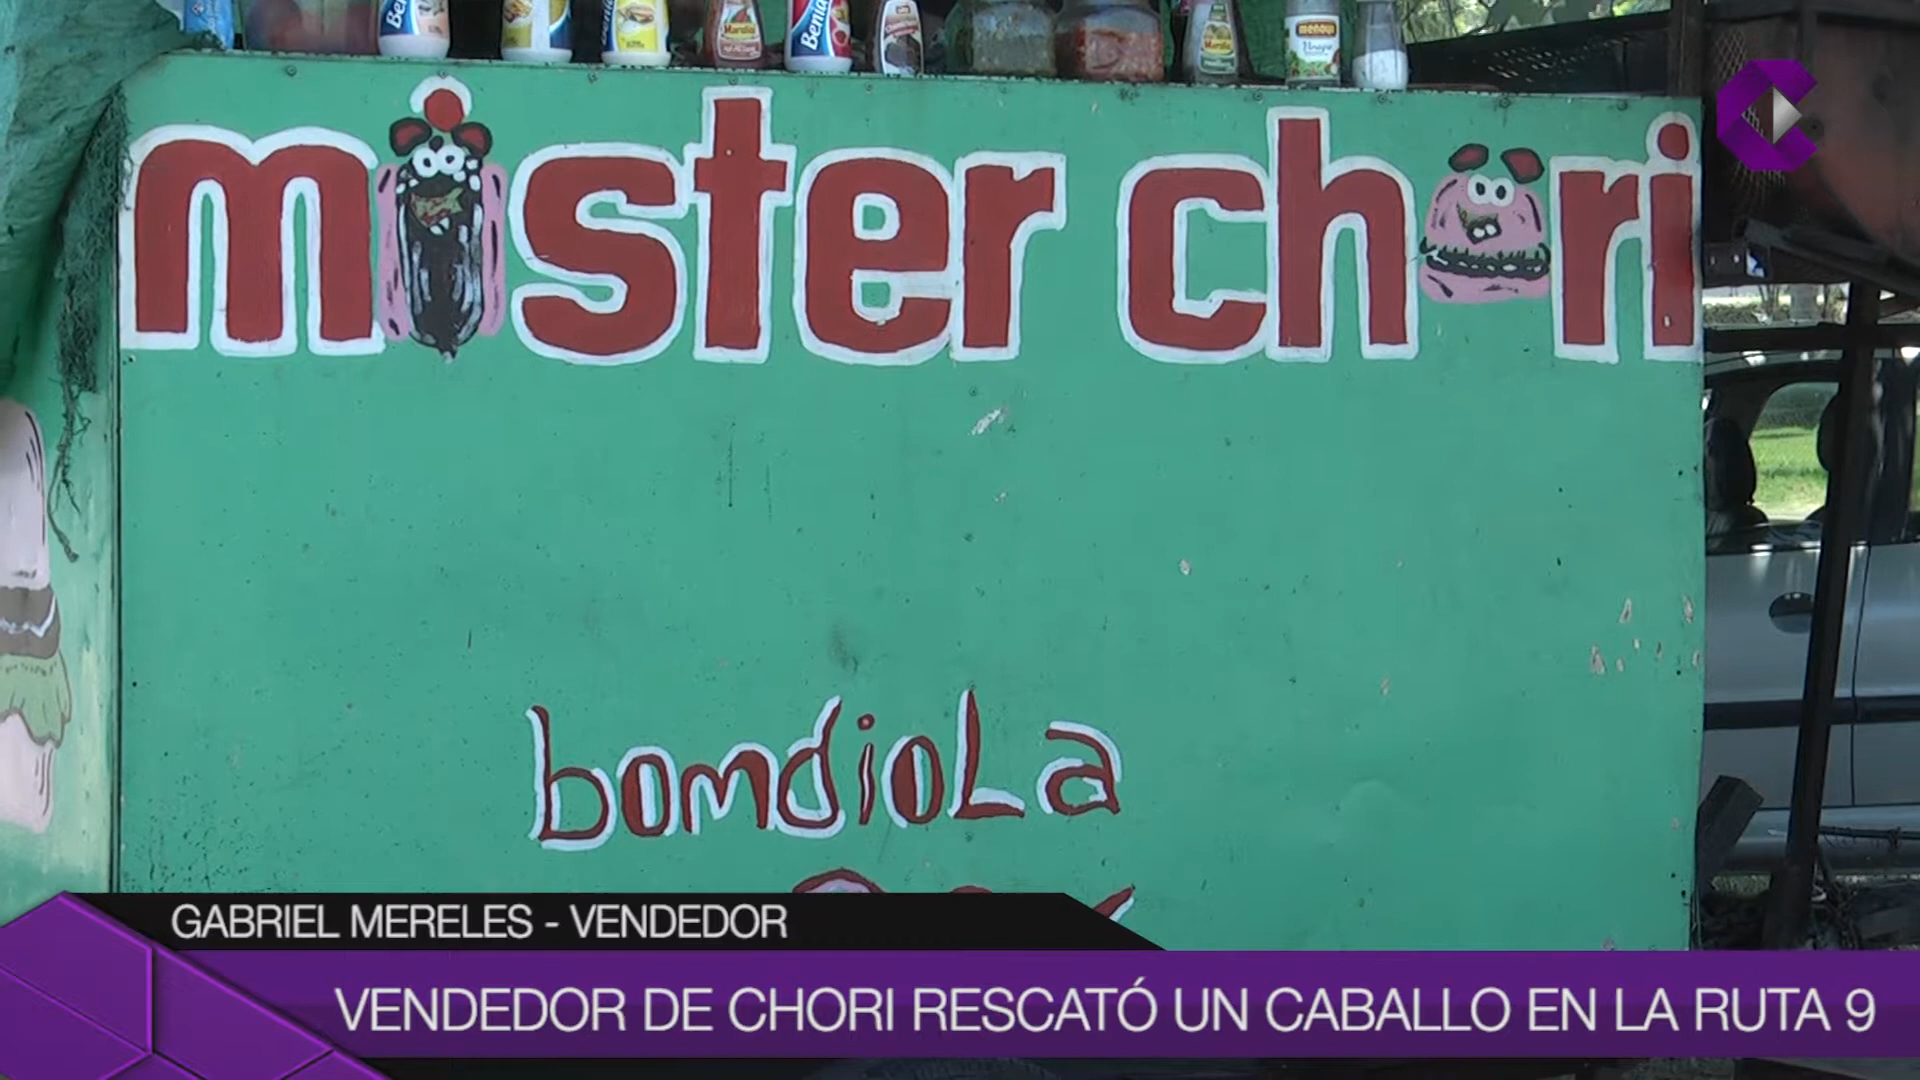 mister chori
bomdioLa
GABRIEL MERELES - VENDEDOR
VENDEDOR DE CHORI RESCATÓ UN CABALLO EN LA RUTA 9